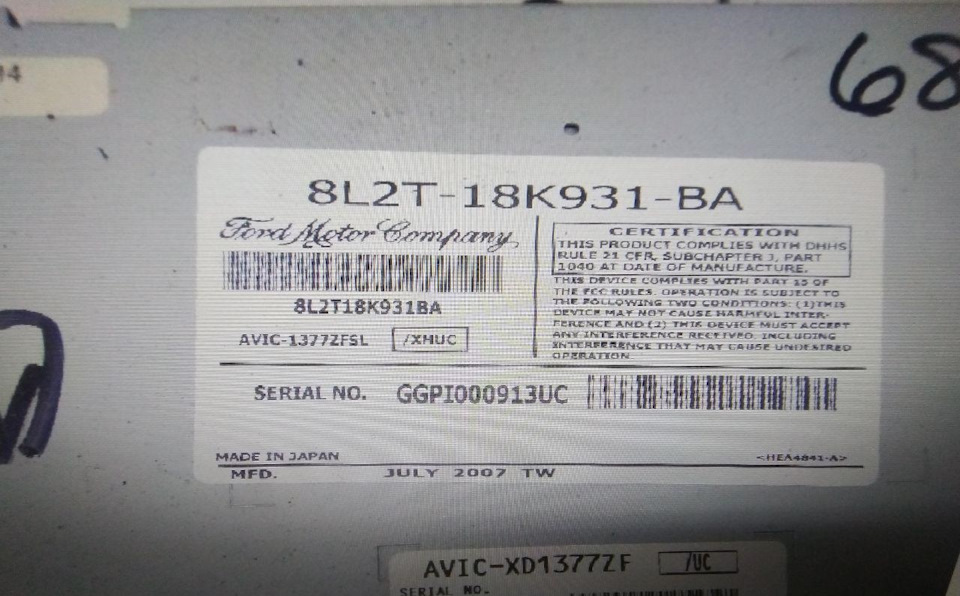 14
68
8L2T-18K931-BA
Ford Motor Company
8L2T18K931BA
AVIC-1377ZFSL /XHUC
CERTIFICATION
THIS PRODUCT COMPLIES WITH DHHS
RULE 21 CFR, SUBCHAPTER J, PART
1040 AT DATE OF MANUFACTURE.
THIS DEVICE COMPLIES WITH PART 15 OF
THE FCC RULES. OPERATION IS SUBJECT TO
THE FOLLOWING TWO CONDITIONS: (1)THIS
DEVICE MAY NOT CAUSE HARMFUL INTER-
FERENCE AND (2) THIS DEVICE MUST ACCEPT
ANY INTERFERENCE RECEIVED, INCLUDING
INTERFERENCE THAT MAY CAUSE UNDESIRED
OPERATION.
SERIAL NO. GGPI000913UC
MADE IN JAPAN <HEA4841-A>
MFD. JULY 2007 TW
AVIC-XD1377ZF /UC
SERIAL NO.